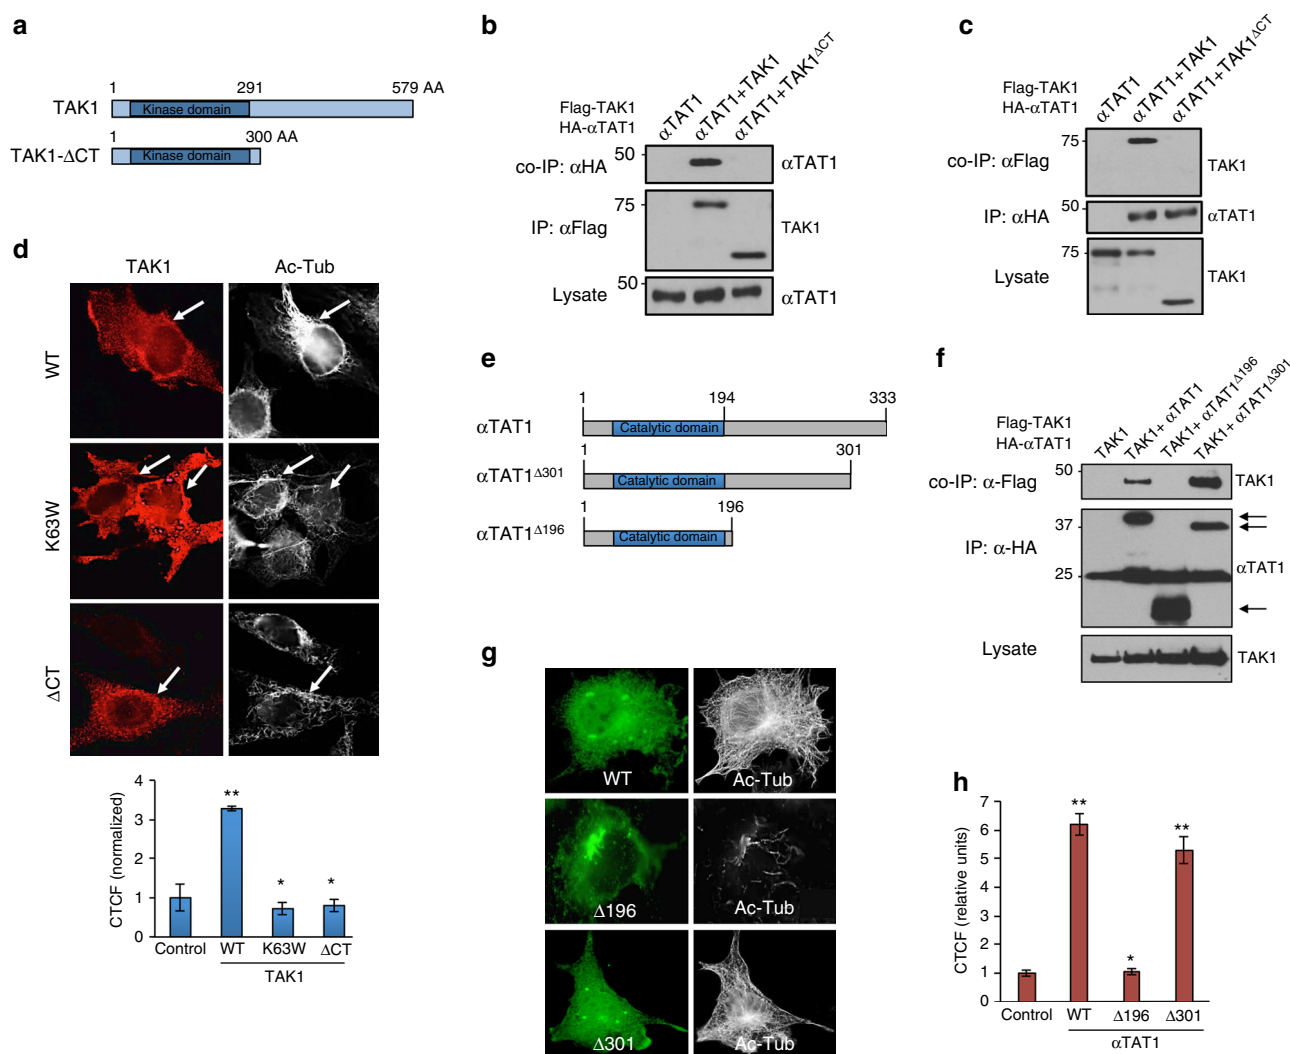 a
1 291 579 AA
TAK1 Kinase domain
1 300 AA
TAK1-ΔCT Kinase domain
b
Flag-TAK1
HA-αTAT1
αTAT1
αTAT1+TAK1
αTAT1+TAK1ΔCT
co-IP: αHA 50 αTAT1
75
IP: αFlag TAK1
50
Lysate αTAT1
c
Flag-TAK1
HA-αTAT1
αTAT1
αTAT1+TAK1
αTAT1+TAK1ΔCT
75
co-IP: αFlag TAK1
50
IP: αHA αTAT1
75
Lysate TAK1
d
TAK1 Ac-Tub
WT
K63W
ΔCT
CTCF (normalized)
4
3
2
1
0
**
*
*
Control WT K63W ΔCT
TAK1
e
1 194 333
αTAT1 Catalytic domain
1 301
αTAT1Δ301 Catalytic domain
1 196
αTAT1Δ196 Catalytic domain
f
Flag-TAK1
HA-αTAT1
TAK1
TAK1+ αTAT1
TAK1+ αTAT1Δ196
TAK1+ αTAT1Δ301
50
co-IP: α-Flag TAK1
37
IP: α-HA
25 αTAT1
Lysate TAK1
g
WT Ac-Tub
Δ196 Ac-Tub
Δ301 Ac-Tub
h
CTCF (relative units)
7
6
5
4
3
2
1
0
**
*
**
Control WT Δ196 Δ301
αTAT1